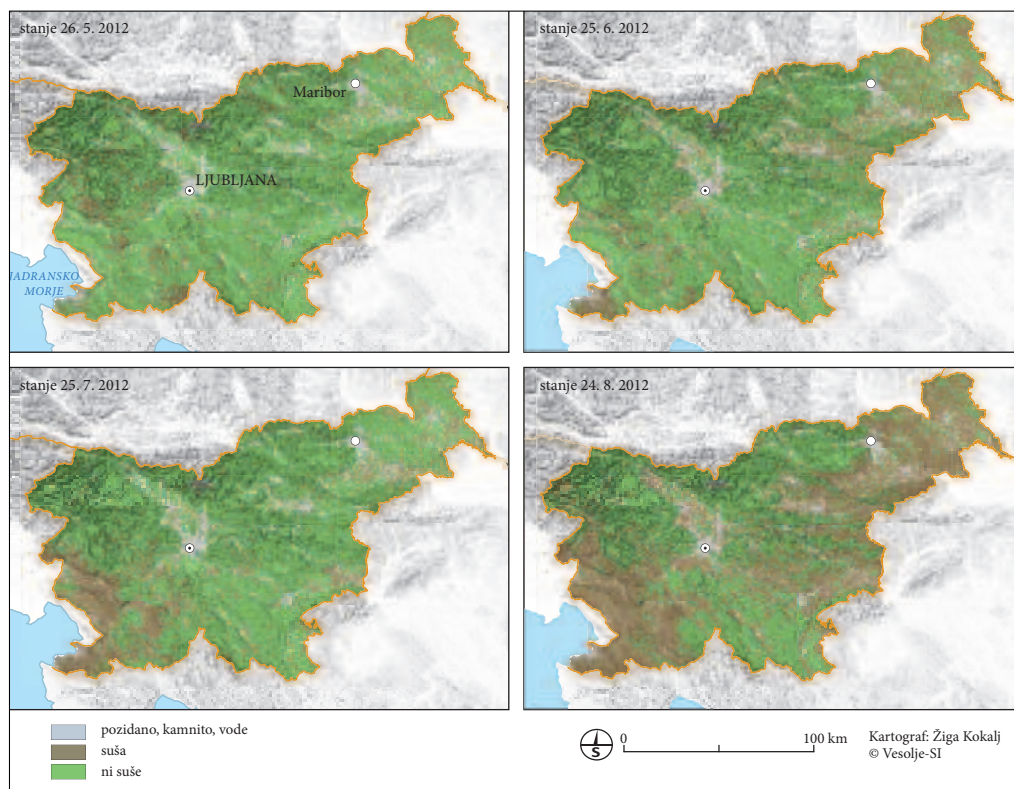 stanje 26. 5. 2012
Maribor
LJUBLJANA
JADRANSKO
MORJE
stanje 25. 6. 2012
stanje 25. 7. 2012
stanje 24. 8. 2012
pozidano, kamnito, vode
suša
ni suše
S
0
100 km
Kartograf: Žiga Kokalj
© Vesolje-SI